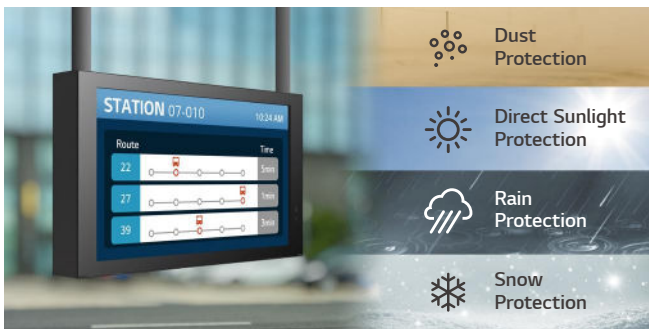 STATION 07-010
10:24 AM
Route
Time
22
5min
27
1min
39
3min
Dust
Protection
Direct Sunlight
Protection
Rain
Protection
Snow
Protection